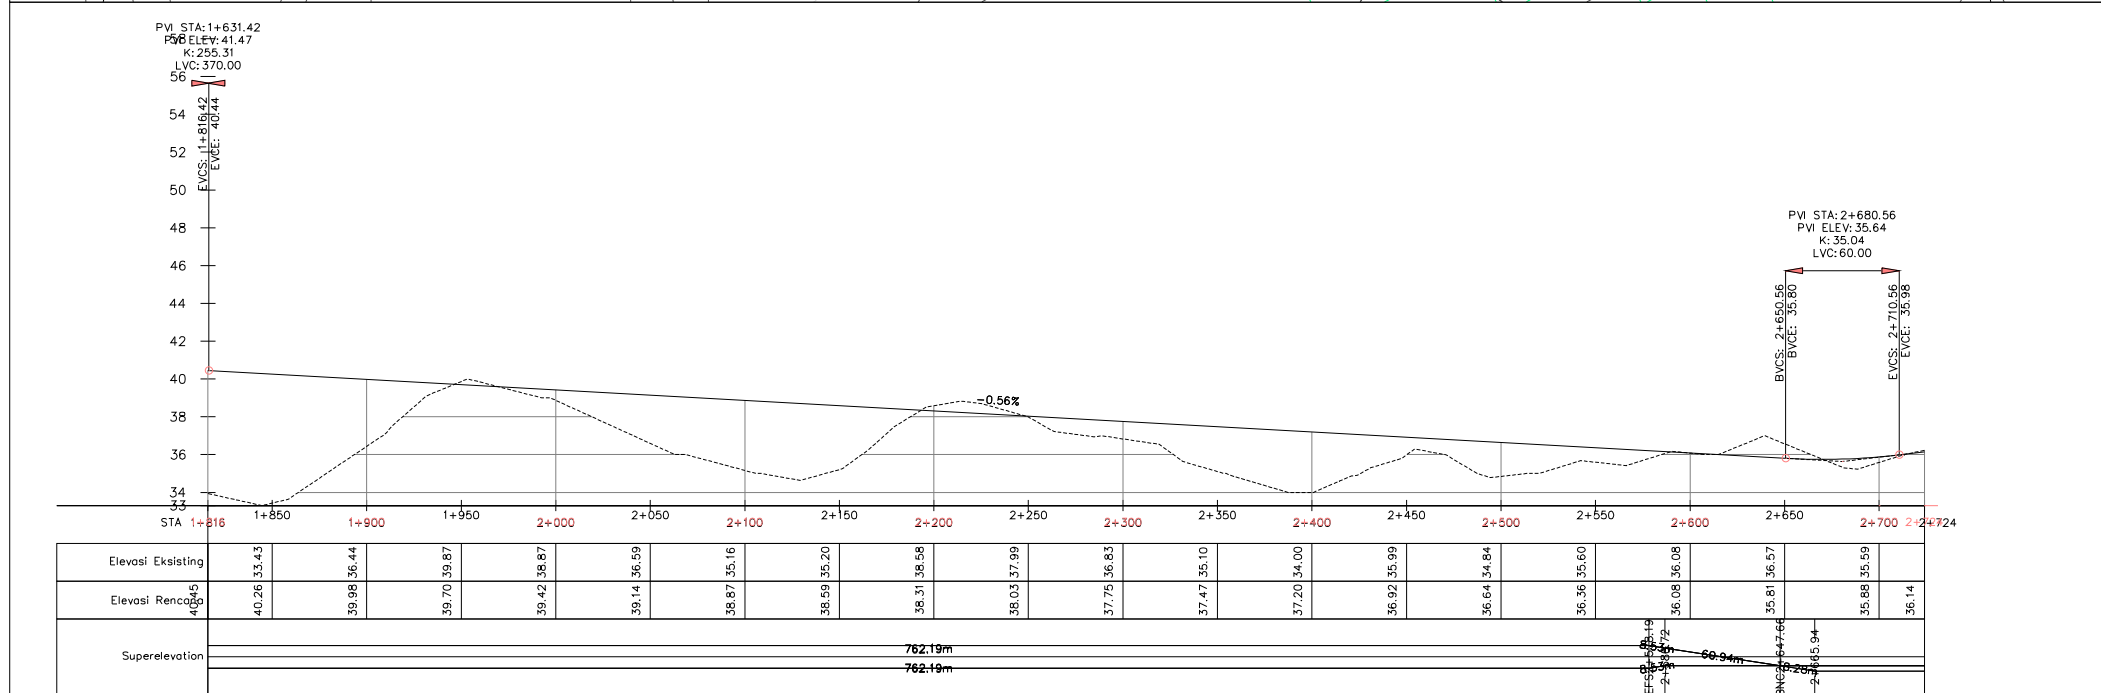 PVI STA:1+631.42
PVI ELEV:41.47
K:255.31
LVC:370.00
58
56
54
52
50
48
46
44
42
40
38
36
34
33
EVCS: 1+816.42
EVCE: 40.44
PVI STA:2+680.56
PVI ELEV:35.64
K:35.04
LVC:60.00
BVCS: 2+650.56
BVCE: 35.80
EVCS: 2+710.56
EVCE: 35.98
-0.56%
STA 1+816 1+850 1+900 1+950 2+000 2+050 2+100 2+150 2+200 2+250 2+300 2+350 2+400 2+450 2+500 2+550 2+600 2+650 2+700 2+724
Elevasi Eksisting 33.43 36.44 39.87 38.87 36.59 35.16 35.20 38.58 37.99 36.83 35.10 34.00 35.99 34.84 35.60 36.08 36.57 35.59
Elevasi Rencana 40.45 40.26 39.98 39.70 39.42 39.14 38.87 38.59 38.31 38.03 37.75 37.47 37.20 36.92 36.64 36.36 36.08 35.81 35.88 36.14
Superelevation
762.19m
762.19m
60.94m
2+665.94